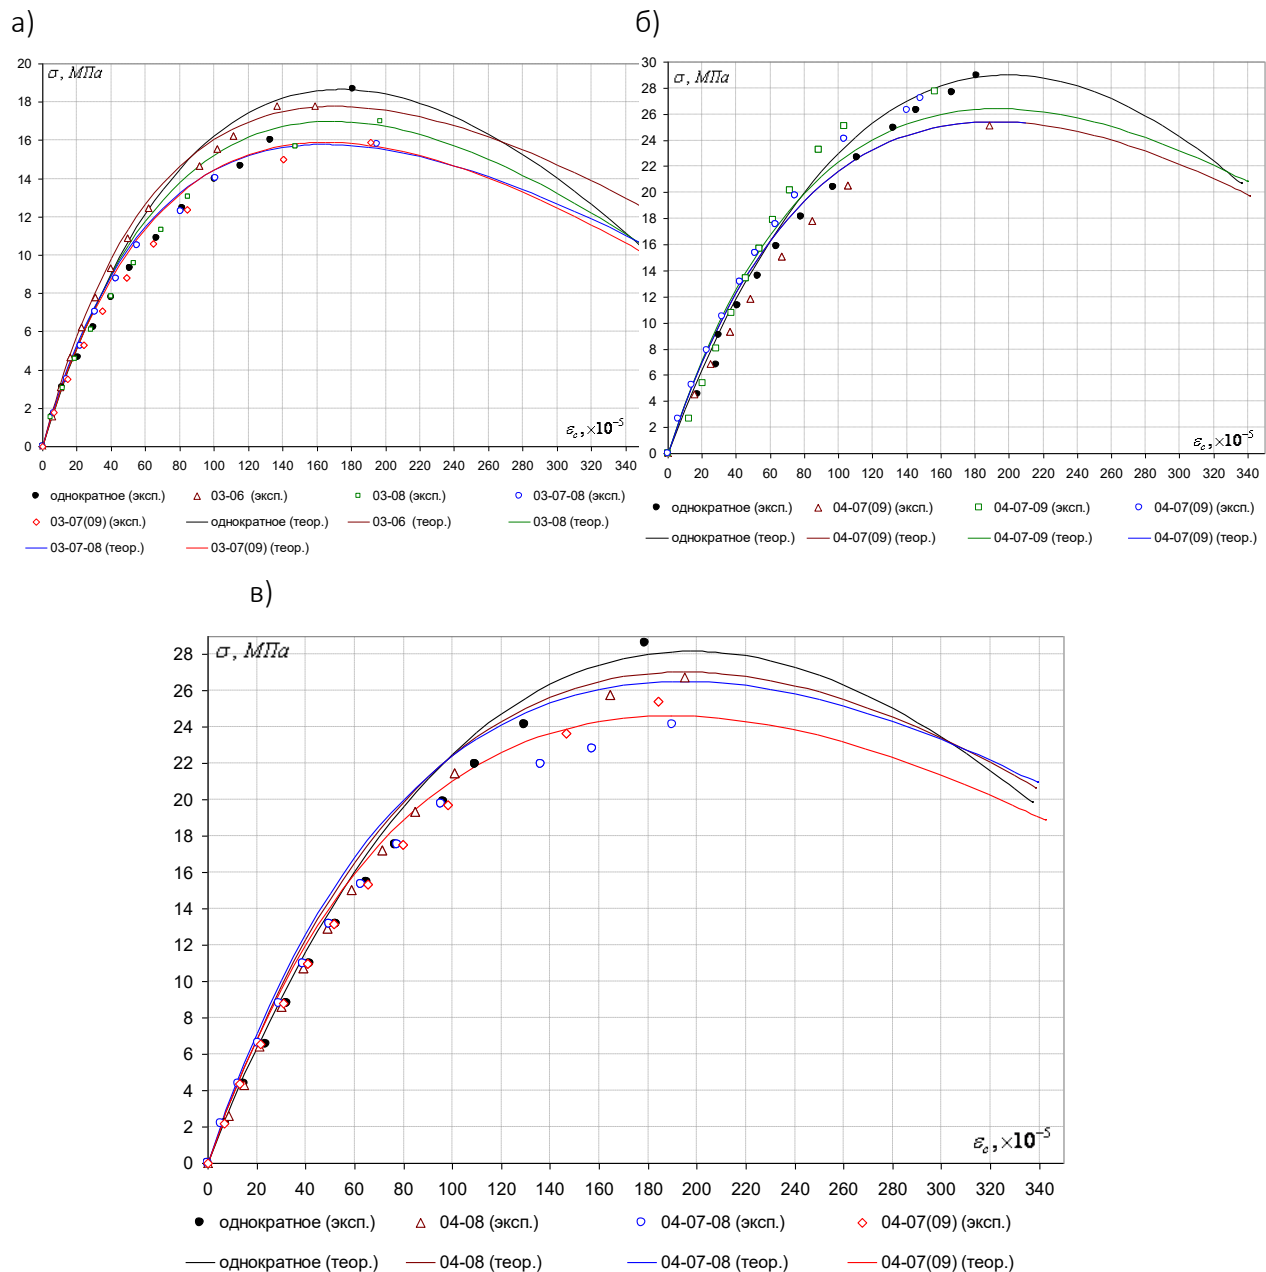 а)
б)
σ, МПа
20
18
16
14
12
10
8
6
4
2
0
ε_c, ×10⁻⁵
0 20 40 60 80 100 120 140 160 180 200 220 240 260 280 300 320 34
однократное (эксп.) 03-06 (эксп.) 03-08 (эксп.) 03-07-08 (эксп.)
03-07(09) (эксп.) однократное (теор.) 03-06 (теор.) 03-08 (теор.)
03-07-08 (теор.) 03-07(09) (теор.)
σ, МПа
30
28
26
24
22
20
18
16
14
12
10
8
6
4
2
0
ε_c, ×10⁻⁵
0 20 40 60 80 100 120 140 160 180 200 220 240 260 280 300 320 340
однократное (эксп.) 04-07(09) (эксп.) 04-07-09 (эксп.) 04-07(09) (эксп.)
однократное (теор.) 04-07(09) (теор.) 04-07-09 (теор.) 04-07(09) (теор.)
в)
σ, МПа
28
26
24
22
20
18
16
14
12
10
8
6
4
2
0
ε_c, ×10⁻⁵
0 20 40 60 80 100 120 140 160 180 200 220 240 260 280 300 320 340
однократное (эксп.) 04-08 (эксп.) 04-07-08 (эксп.) 04-07(09) (эксп.)
однократное (теор.) 04-08 (теор.) 04-07-08 (теор.) 04-07(09) (теор.)